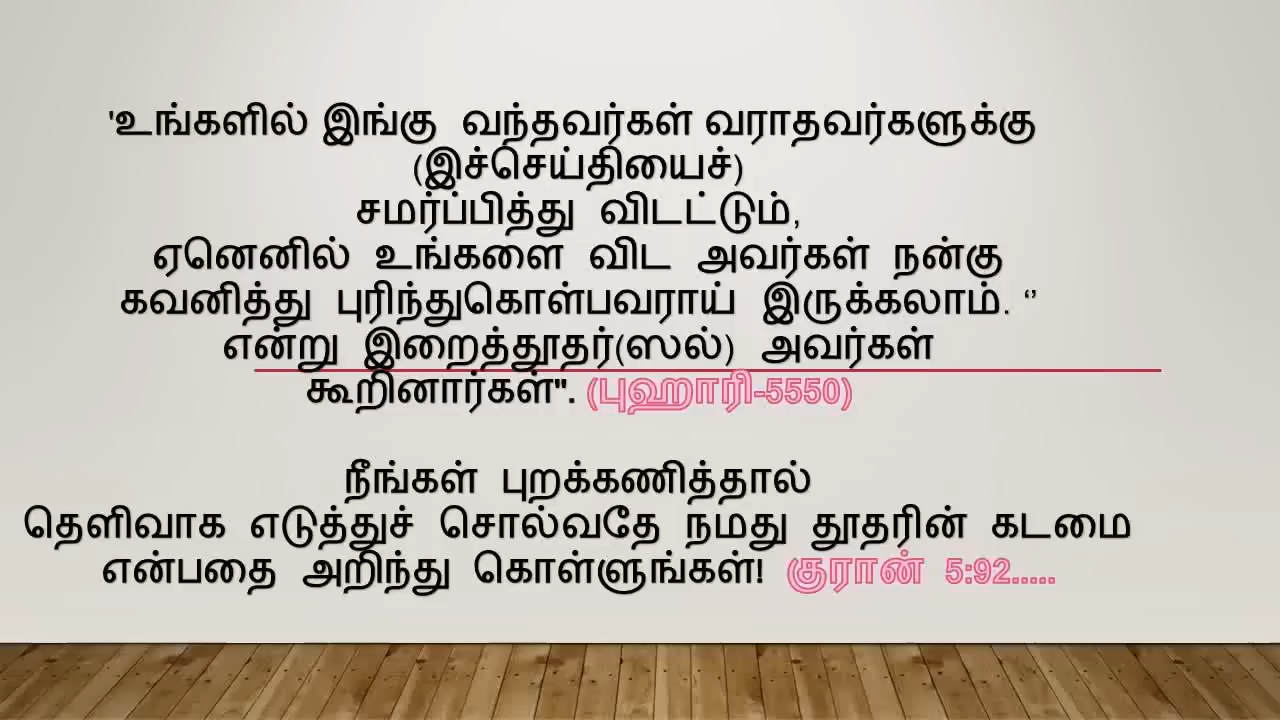 'உங்களில் இங்கு வந்தவர்கள் வராதவர்களுக்கு
(இச்செய்தியைச்)
சமர்ப்பித்து விடட்டும்,
ஏனெனில் உங்களை விட அவர்கள் நன்கு
கவனித்து புரிந்துகொள்பவராய் இருக்கலாம். ‘’
என்று இறைத்தூதர்(ஸல்) அவர்கள்
கூறினார்கள்". (புஹாரி-5550)
நீங்கள் புறக்கணித்தால்
தெளிவாக எடுத்துச் சொல்வதே நமது தூதரின் கடமை
என்பதை அறிந்து கொள்ளுங்கள்! குரான் 5:92.....